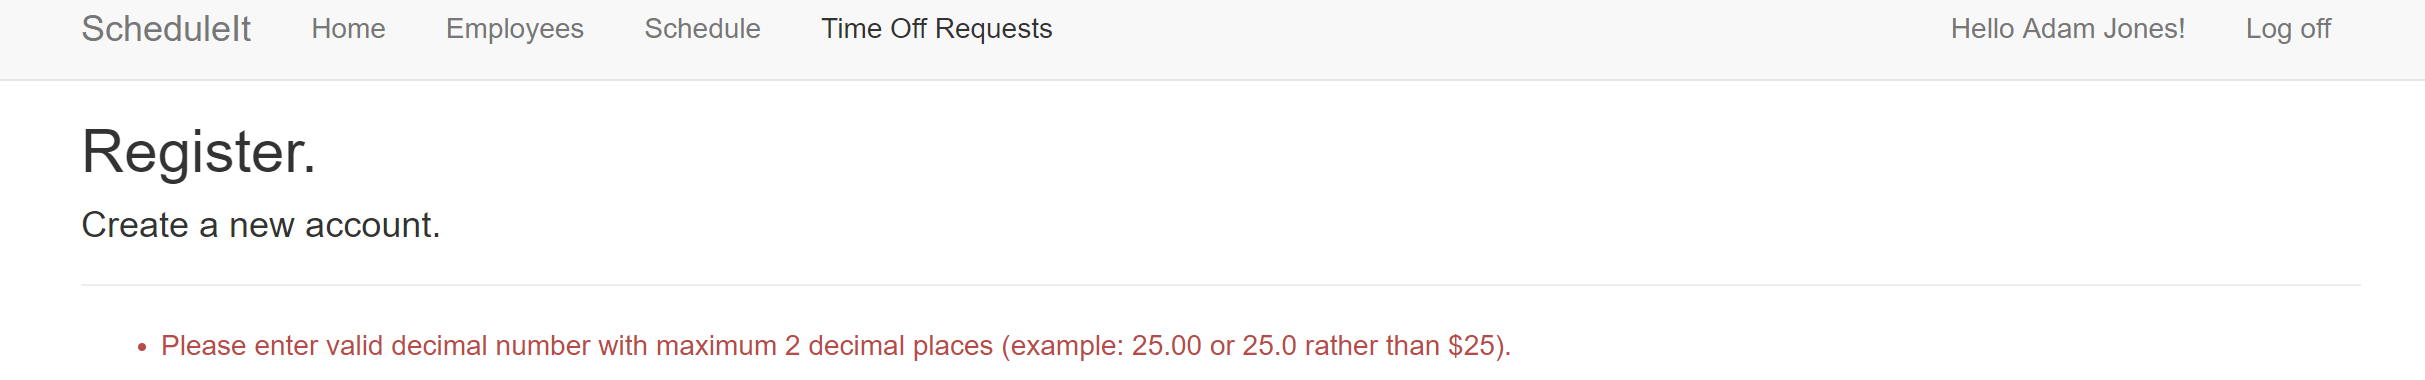 ScheduleIt Home Employees Schedule Time Off Requests Hello Adam Jones! Log off
Register.
Create a new account.
Please enter valid decimal number with maximum 2 decimal places (example: 25.00 or 25.0 rather than $25).